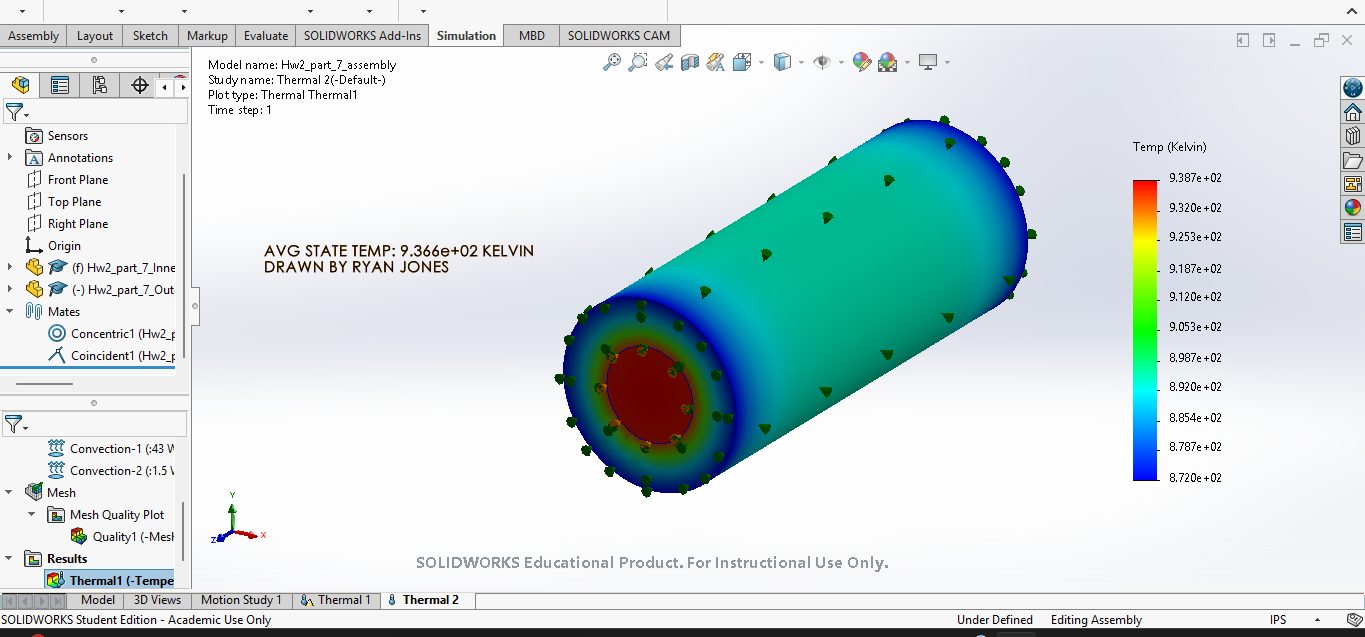 Assembly Layout Sketch Markup Evaluate SOLIDWORKS Add-Ins Simulation MBD SOLIDWORKS CAM
Model name: Hw2_part_7_assembly
Study name: Thermal 2(-Default-)
Plot type: Thermal Thermal1
Time step: 1
Sensors
A Annotations
Front Plane
Top Plane
Right Plane
Origin
(f) Hw2_part_7_Inne
(-) Hw2_part_7_Out
Mates
Concentric1 (Hw2_p
Coincident1 (Hw2_p
Convection-1 (:43 W
Convection-2 (:1.5 W
Mesh
Mesh Quality Plot
Quality1 (-Mesh
Results
Thermal1 (-Tempe
AVG STATE TEMP: 9.366e+02 KELVIN
DRAWN BY RYAN JONES
Temp (Kelvin)
9.387e+02
9.320e+02
9.253e+02
9.187e+02
9.120e+02
9.053e+02
8.987e+02
8.920e+02
8.854e+02
8.787e+02
8.720e+02
Y
Z X
SOLIDWORKS Educational Product. For Instructional Use Only.
Model 3D Views Motion Study 1 Thermal 1 Thermal 2
SOLIDWORKS Student Edition - Academic Use Only Under Defined Editing Assembly IPS